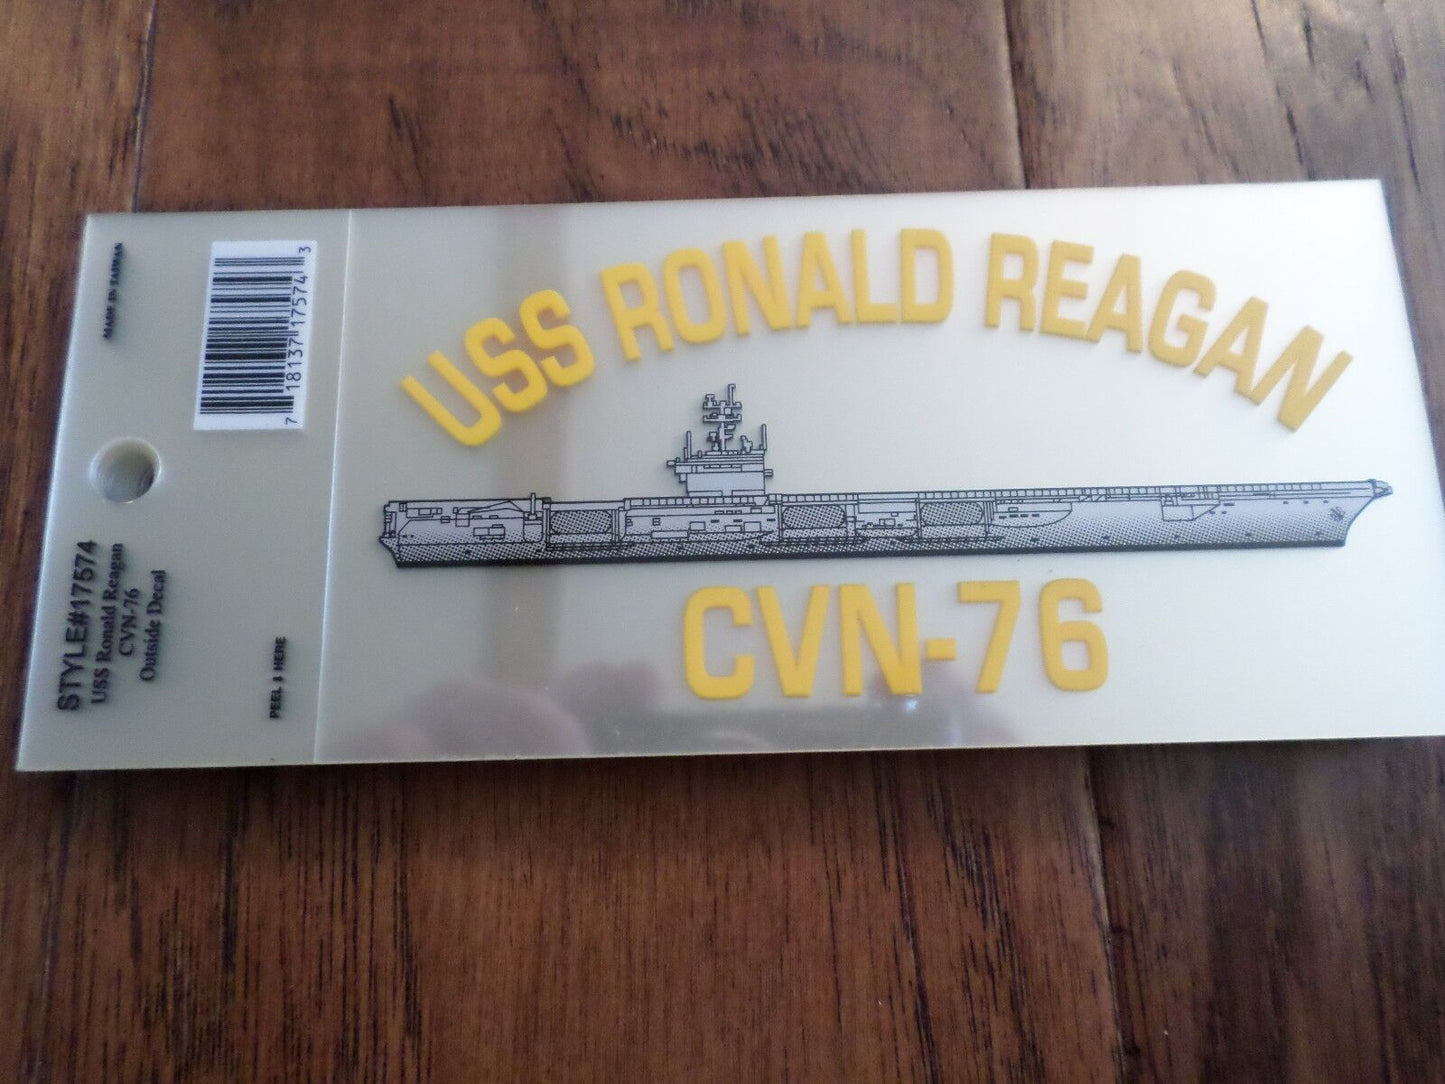 USS RONALD REAGAN
CVN-76
MADE IN TAIWAN
7 18137 17574 3
STYLE#17574
USS Ronald Reagan
CVN-76
Outside Decal
PEEL HERE